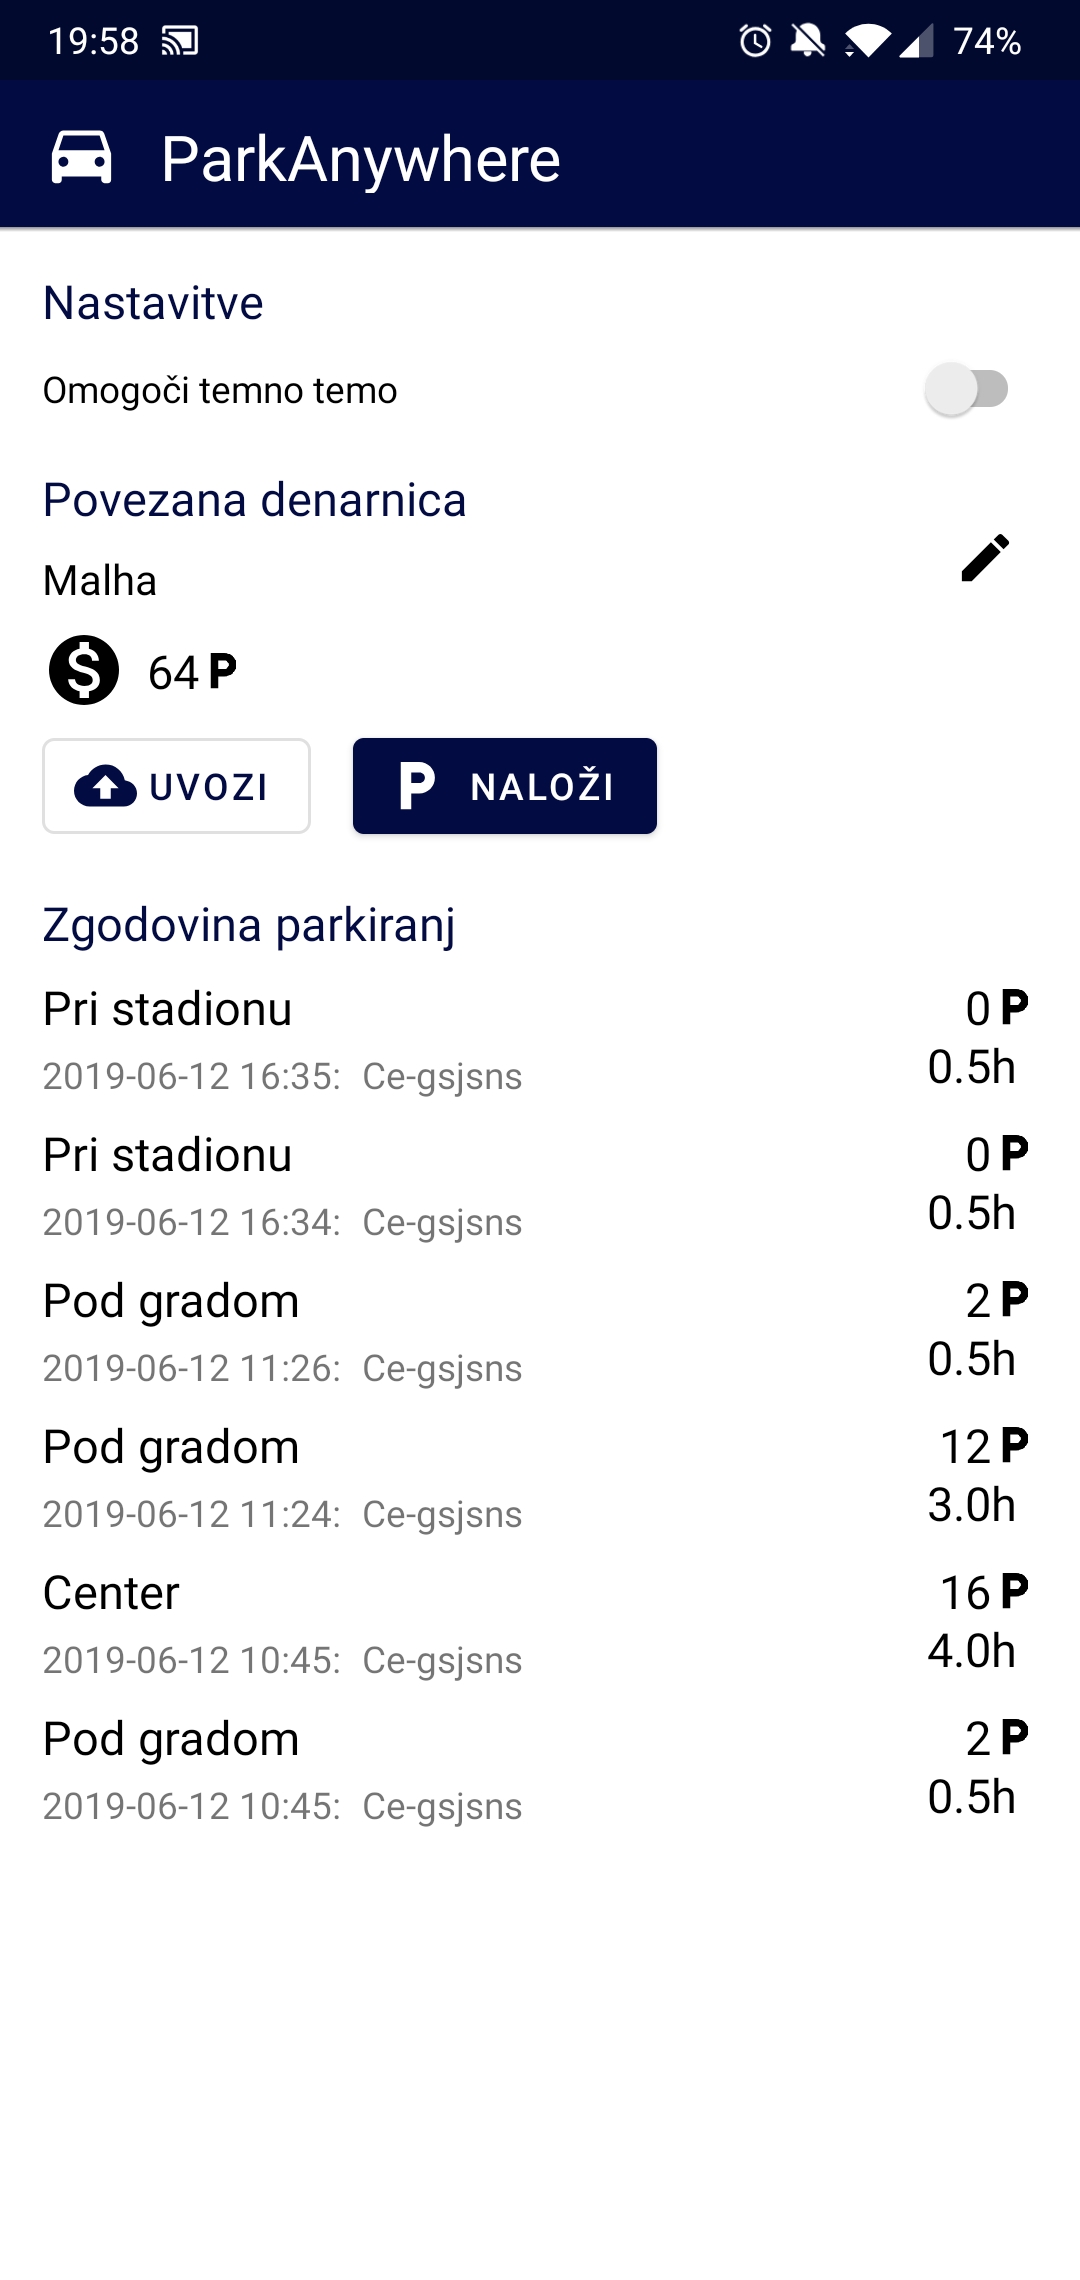 19:58 74%
ParkAnywhere
Nastavitve
Omogoči temno temo
Povezana denarnica
Malha
64 P
UVOZI
P NALOŽI
Zgodovina parkiranj
Pri stadionu 0 P
2019-06-12 16:35: Ce-gsjsns 0.5h
Pri stadionu 0 P
2019-06-12 16:34: Ce-gsjsns 0.5h
Pod gradom 2 P
2019-06-12 11:26: Ce-gsjsns 0.5h
Pod gradom 12 P
2019-06-12 11:24: Ce-gsjsns 3.0h
Center 16 P
2019-06-12 10:45: Ce-gsjsns 4.0h
Pod gradom 2 P
2019-06-12 10:45: Ce-gsjsns 0.5h